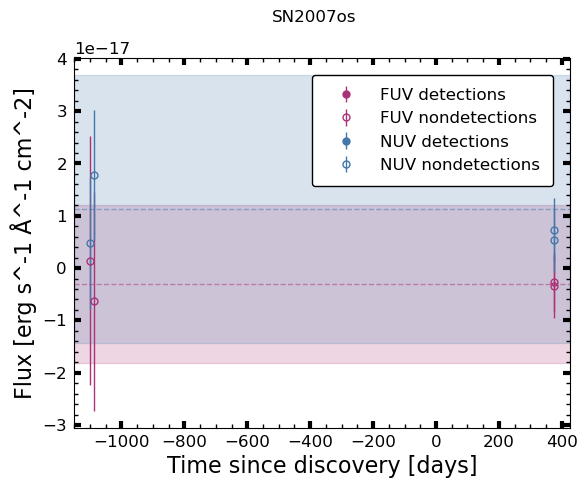 SN2007os
1e−17
FUV detections
FUV nondetections
NUV detections
NUV nondetections
4
3
2
1
0
−1
−2
−3
Flux [erg s^-1 Å^-1 cm^-2]
−1000 −800 −600 −400 −200 0 200 400
Time since discovery [days]